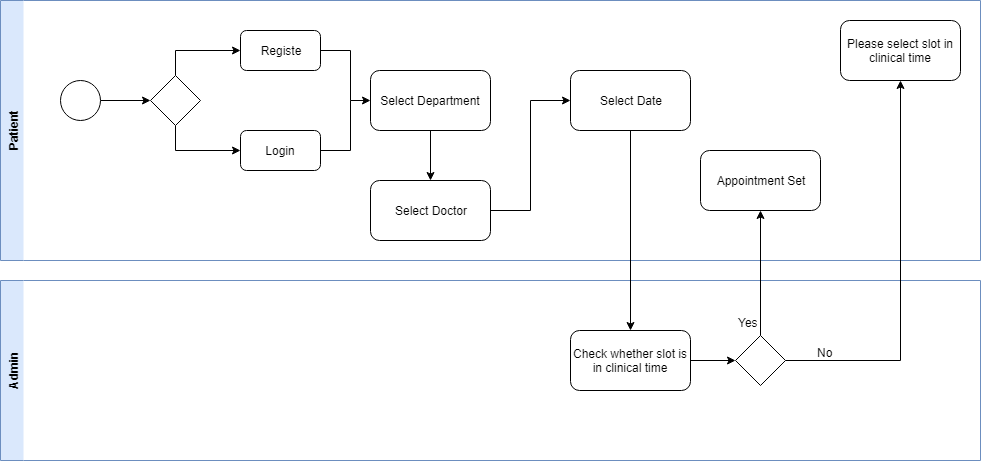 Patient
Registe
Login
Select Department
Select Doctor
Select Date
Please select slot in
clinical time
Appointment Set
Admin
Check whether slot is
in clinical time
Yes
No